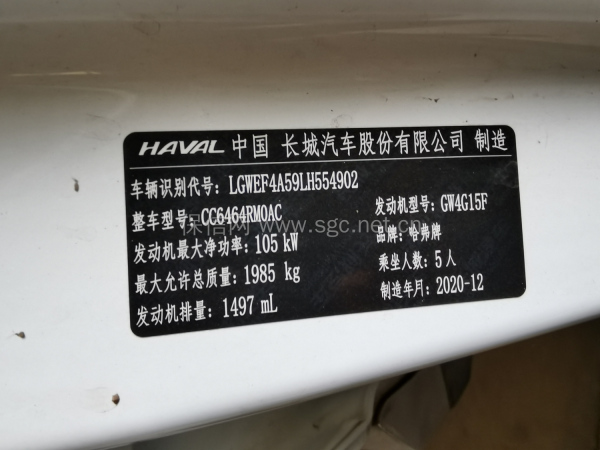 HAVAL 中国 长城汽车股份有限公司 制造
车辆识别代号: LGWEF4A59LH554902
整车型号: CC6464RM0AC 发动机型号: GW4G15F
发动机最大净功率: 105 kW 品牌: 哈弗牌
最大允许总质量: 1985 kg 乘坐人数: 5 人
发动机排量: 1497 mL 制造年月: 2020-12
保信网 www.sgc.net.cn